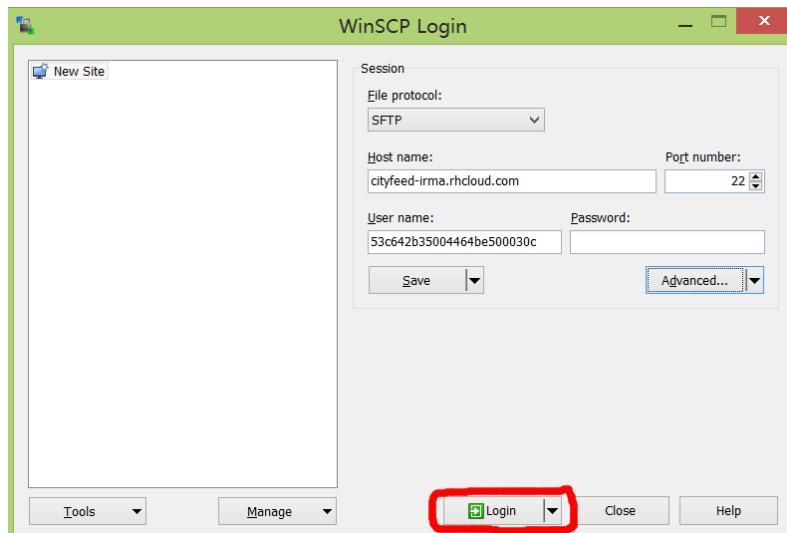 WinSCP Login
New Site
Session
File protocol:
SFTP
Host name: Port number:
cityfeed-irma.rhcloud.com 22
User name: Password:
53c642b35004464be500030c
Save Advanced...
Tools Manage Login Close Help